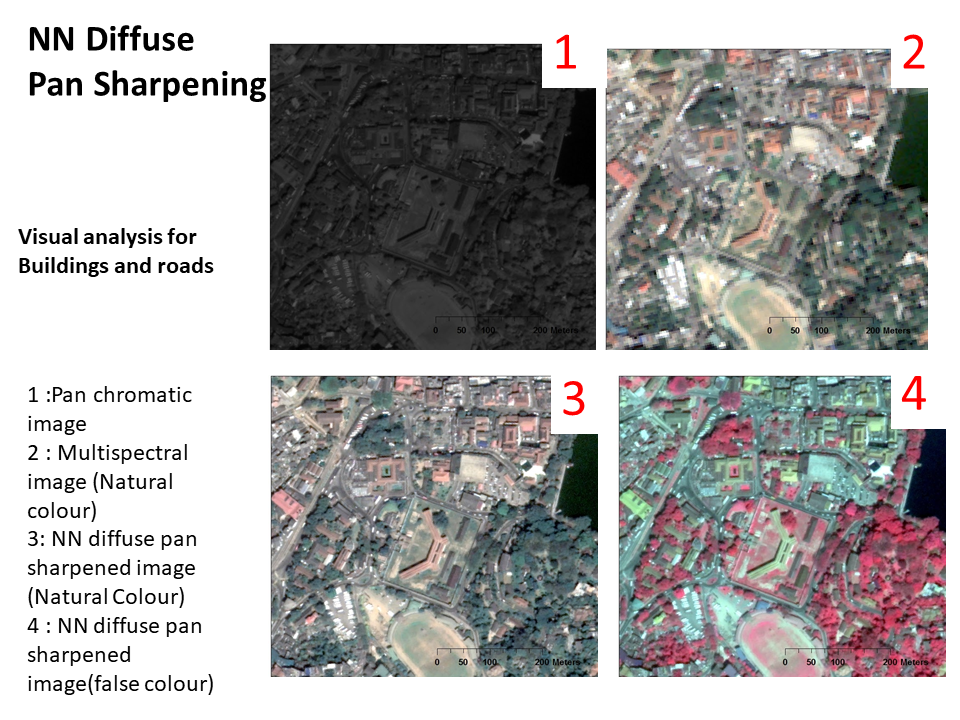 NN Diffuse
Pan Sharpening
1
2
Visual analysis for
Buildings and roads
0 50 100 200 Meters
0 50 100 200 Meters
1 :Pan chromatic
image
2 : Multispectral
image (Natural
colour)
3: NN diffuse pan
sharpened image
(Natural Colour)
4 : NN diffuse pan
sharpened
image(false colour)
3
4
0 50 100 200 Meters
0 50 100 200 Meters